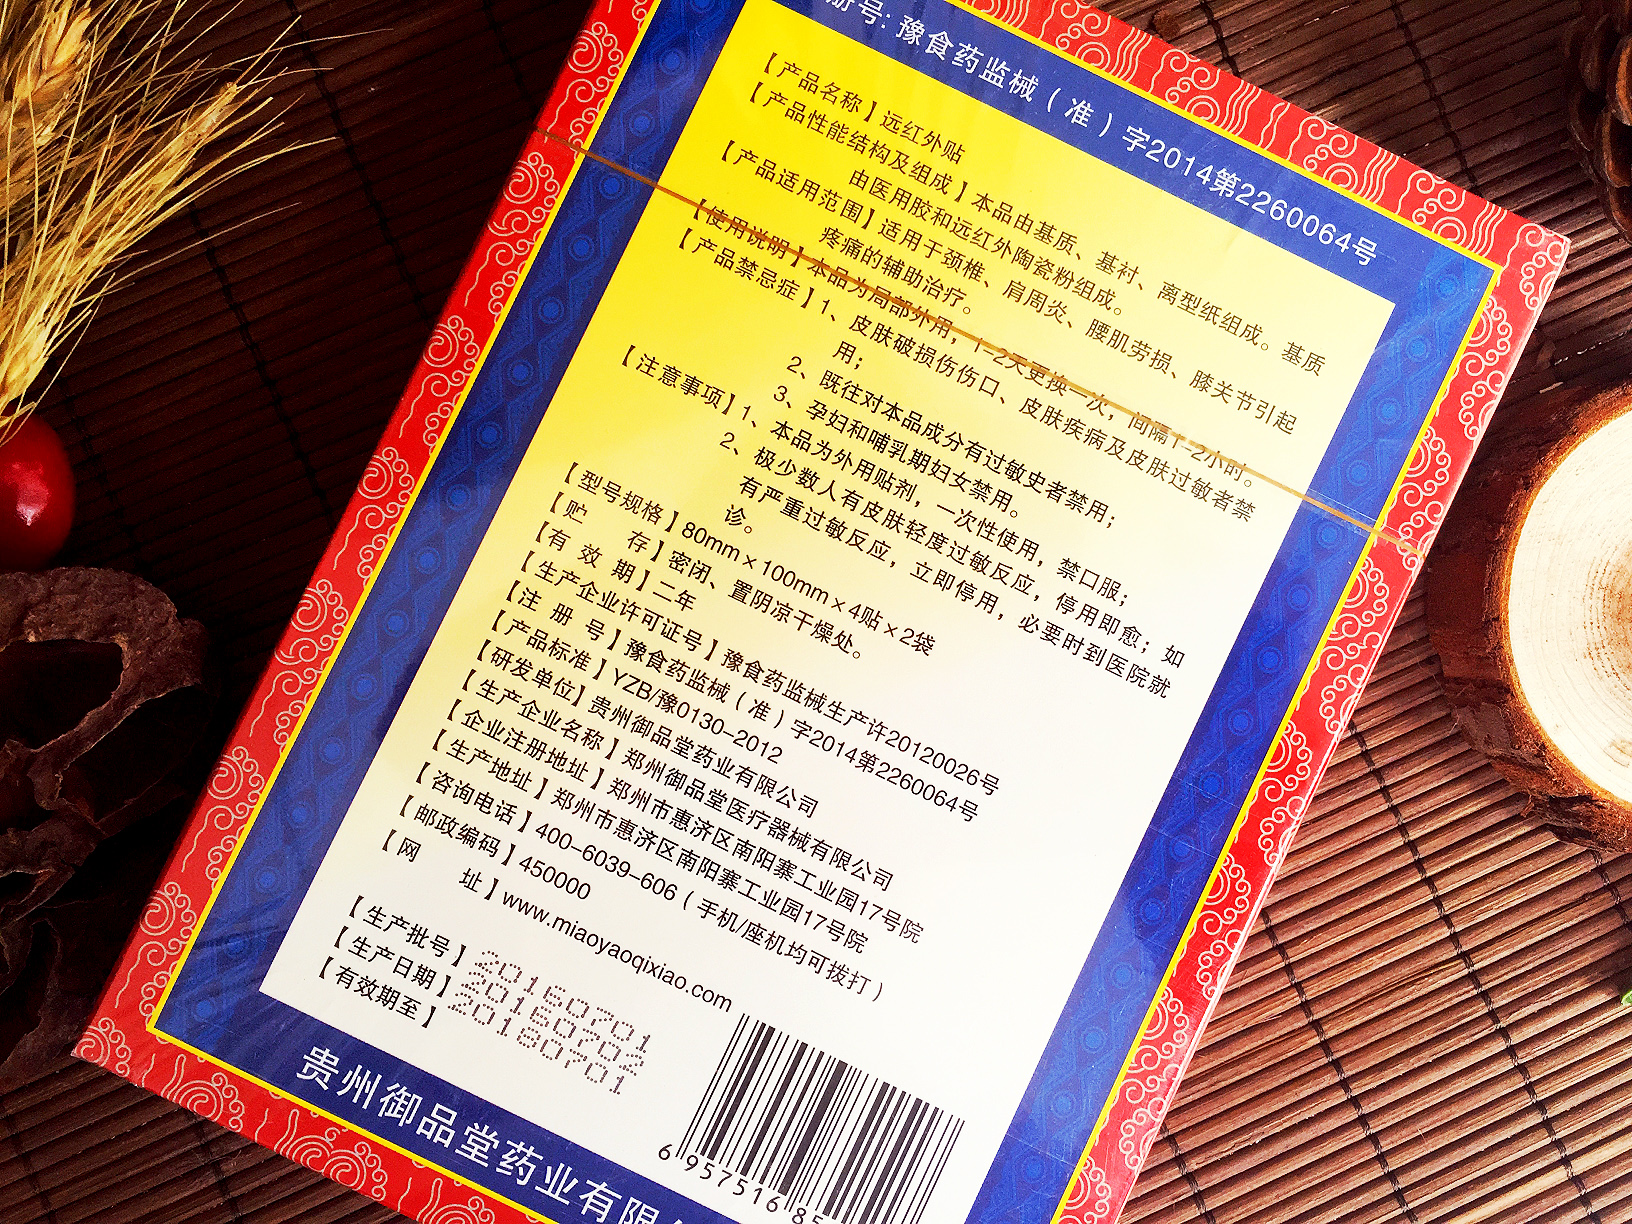 册号: 豫食药监械（准）字2014第2260064号
【产品名称】远红外贴
【产品性能结构及组成】本品由基质、基衬、离型纸组成。基质
由医用胶和远红外陶瓷粉组成。
【产品适用范围】适用于颈椎、肩周炎、腰肌劳损、膝关节引起
疼痛的辅助治疗。
【使用说明】本品为局部外用，1-2天更换一次，间隔1-2小时。
【产品禁忌症】1、皮肤破损伤伤口、皮肤疾病及皮肤过敏者禁
用；
2、既往对本品成分有过敏史者禁用；
3、孕妇和哺乳期妇女禁用。
【注意事项】1、本品为外用贴剂，一次性使用，禁口服；
2、极少数人有皮肤轻度过敏反应，停用即愈；如
有严重过敏反应，立即停用，必要时到医院就
诊。
【型号规格】80mm×100mm×4贴×2袋
【贮 存】密闭、置阴凉干燥处。
【有 效 期】二年
【生产企业许可证号】豫食药监械生产许20120026号
【注 册 号】豫食药监械（准）字2014第2260064号
【产品标准】YZB/豫0130-2012
【研发单位】贵州御品堂药业有限公司
【生产企业名称】郑州御品堂医疗器械有限公司
【企业注册地址】郑州市惠济区南阳寨工业园17号院
【生产地址】郑州市惠济区南阳寨工业园17号院
【咨询电话】400-6039-606（手机/座机均可拨打）
【邮政编码】450000
【网 址】www.miaoyaoqixiao.com
【生产批号】20160701
【生产日期】20160702
【有效期至】20180701
6 957516 85
贵州御品堂药业有限